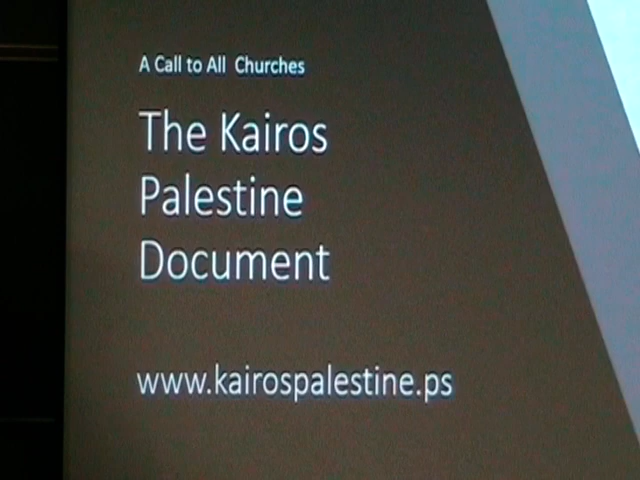 A Call to All Churches
The Kairos
Palestine
Document
www.kairospalestine.ps